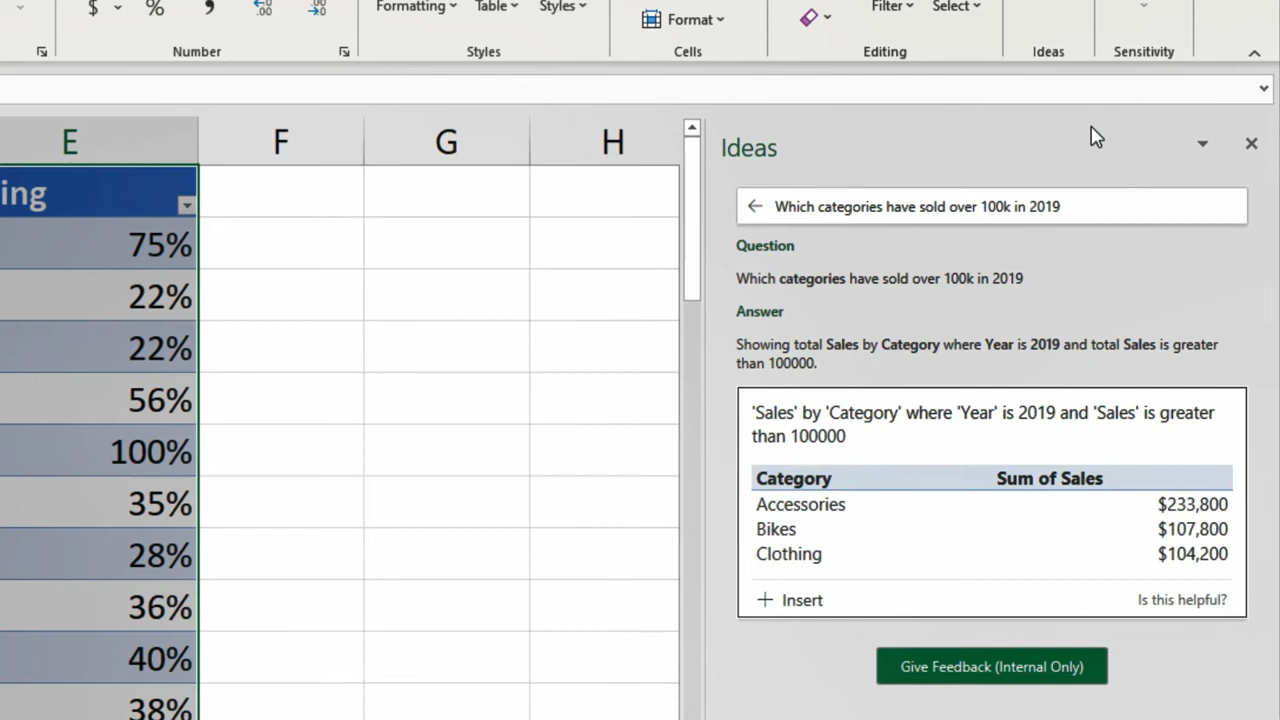 $ % 9 .00 .00
Formatting Table Styles Filter Select
Format
Number Styles Cells Editing Ideas Sensitivity
E F G H
ing
75%
22%
22%
56%
100%
35%
28%
36%
40%
38%
Ideas
Which categories have sold over 100k in 2019
Question
Which categories have sold over 100k in 2019
Answer
Showing total Sales by Category where Year is 2019 and total Sales is greater
than 100000.
'Sales' by 'Category' where 'Year' is 2019 and 'Sales' is greater
than 100000
Category Sum of Sales
Accessories $233,800
Bikes $107,800
Clothing $104,200
+ Insert Is this helpful?
Give Feedback (Internal Only)